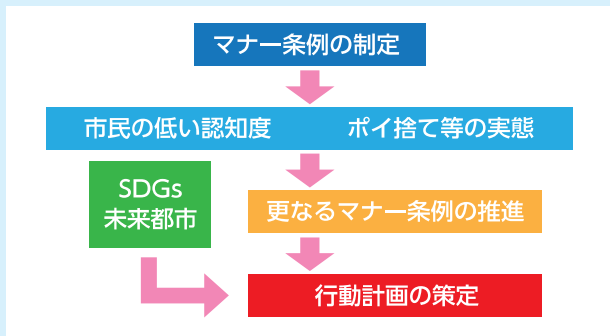 マナー条例の制定
市民の低い認知度 ポイ捨て等の実態
SDGs
未来都市
更なるマナー条例の推進
行動計画の策定